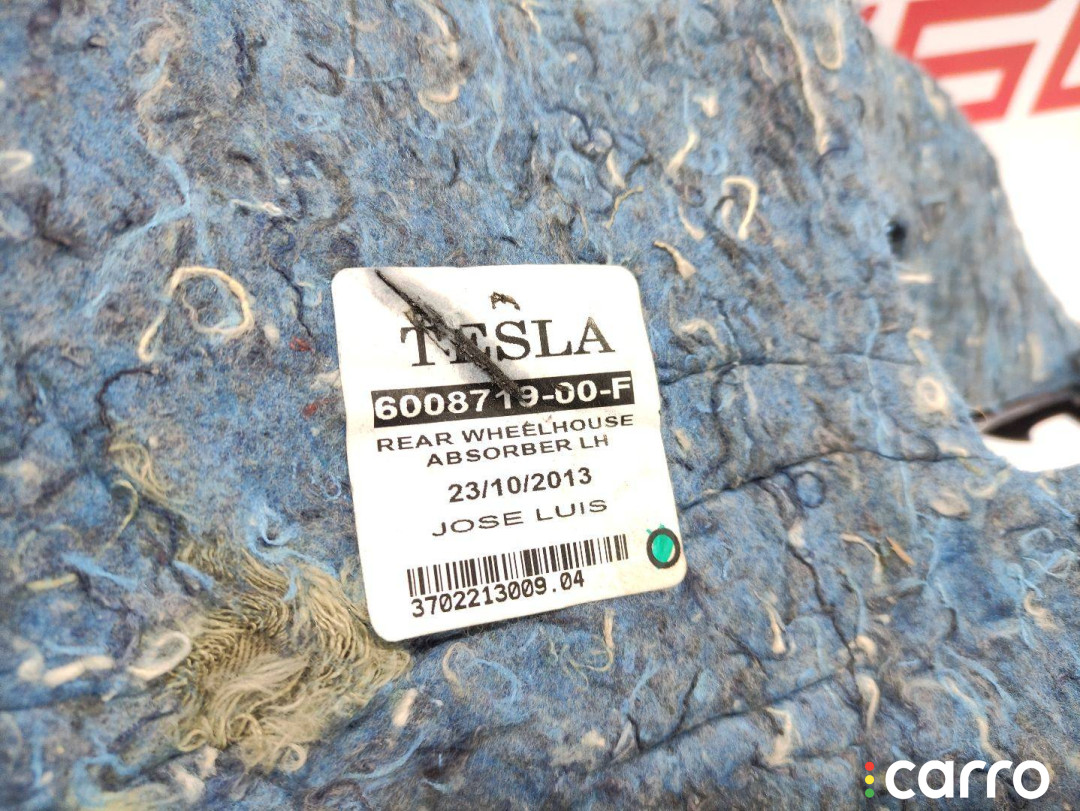 TESLA
6008719-00-F
REAR WHEELHOUSE
ABSORBER LH
23/10/2013
JOSE LUIS
3702213009.04
carro